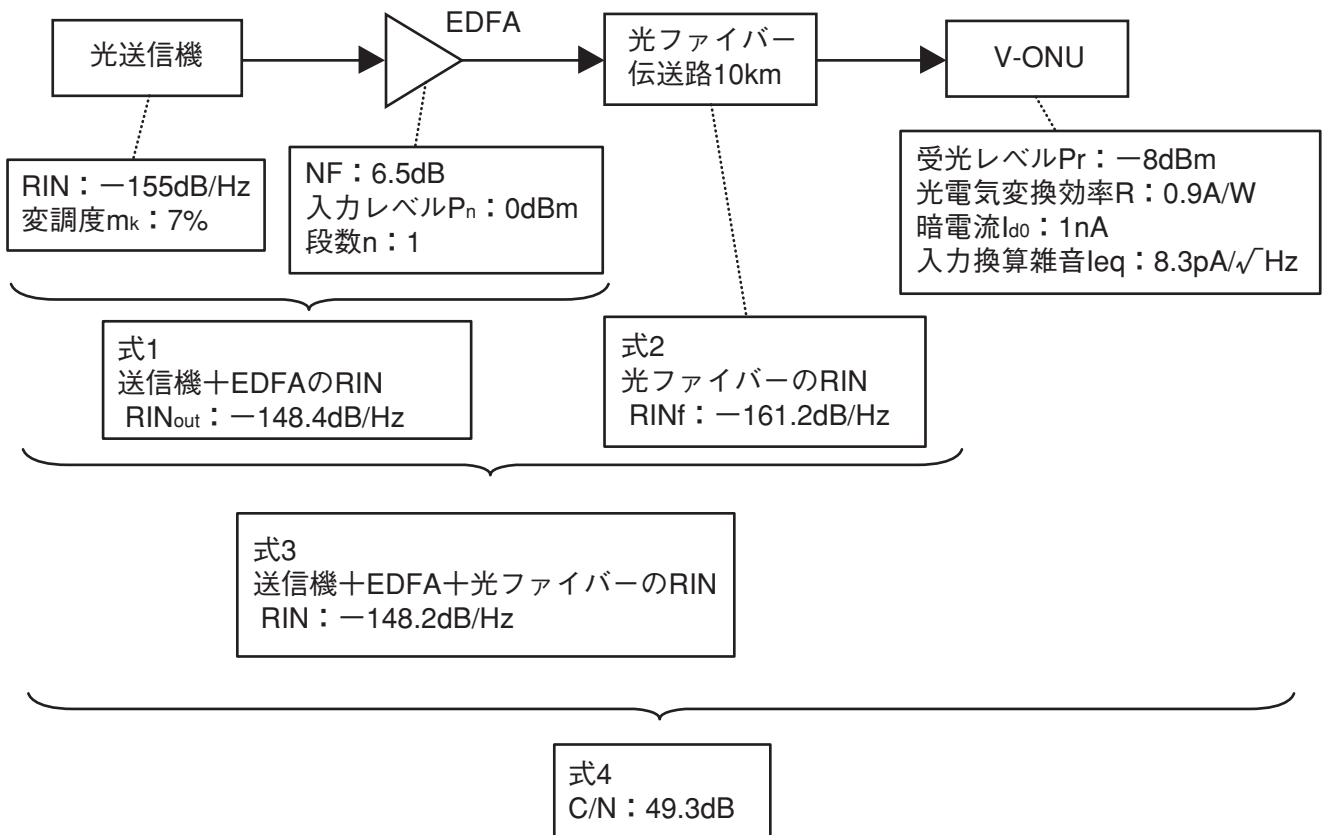 光送信機
EDFA
光ファイバー
伝送路10km
V-ONU
RIN：－155dB/Hz
変調度mk：7%
NF：6.5dB
入力レベルPn：0dBm
段数n：1
受光レベルPr：－8dBm
光電気変換効率R：0.9A/W
暗電流Id0：1nA
入力換算雑音Ieq：8.3pA/√Hz
式1
送信機＋EDFAのRIN
RINout：－148.4dB/Hz
式2
光ファイバーのRIN
RINf：－161.2dB/Hz
式3
送信機＋EDFA＋光ファイバーのRIN
RIN：－148.2dB/Hz
式4
C/N：49.3dB